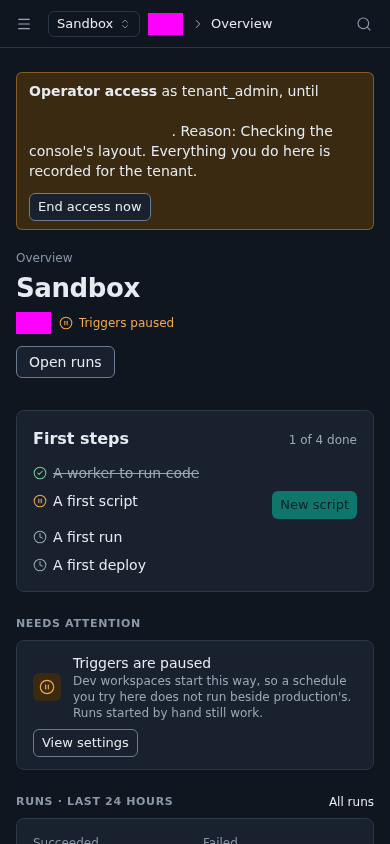 Sandbox
Overview
Operator access as tenant_admin, until
. Reason: Checking the
console's layout. Everything you do here is
recorded for the tenant.
End access now
Overview
Sandbox
Triggers paused
Open runs
First steps
1 of 4 done
A worker to run code
A first script
New script
A first run
A first deploy
NEEDS ATTENTION
Triggers are paused
Dev workspaces start this way, so a schedule
you try here does not run beside production's.
Runs started by hand still work.
View settings
RUNS · LAST 24 HOURS
All runs
Succeeded
Failed